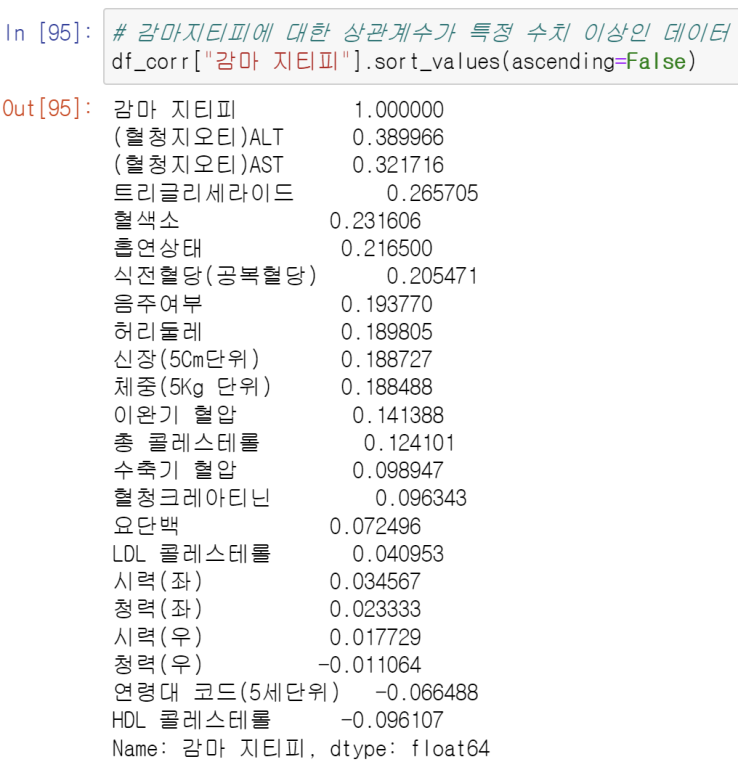 In [95]: # 감마지티피에 대한 상관계수가 특정 수치 이상인 데이터
df_corr["감마 지티피"].sort_values(ascending=False)
Out[95]: 감마 지티피 1.000000
(혈청지오티)ALT 0.389966
(혈청지오티)AST 0.321716
트리글리세라이드 0.265705
혈색소 0.231606
흡연상태 0.216500
식전혈당(공복혈당) 0.205471
음주여부 0.193770
허리둘레 0.189805
신장(5Cm단위) 0.188727
체중(5Kg 단위) 0.188488
이완기 혈압 0.141388
총 콜레스테롤 0.124101
수축기 혈압 0.098947
혈청크레아티닌 0.096343
요단백 0.072496
LDL 콜레스테롤 0.040953
시력(좌) 0.034567
청력(좌) 0.023333
시력(우) 0.017729
청력(우) -0.011064
연령대 코드(5세단위) -0.066488
HDL 콜레스테롤 -0.096107
Name: 감마 지티피, dtype: float64